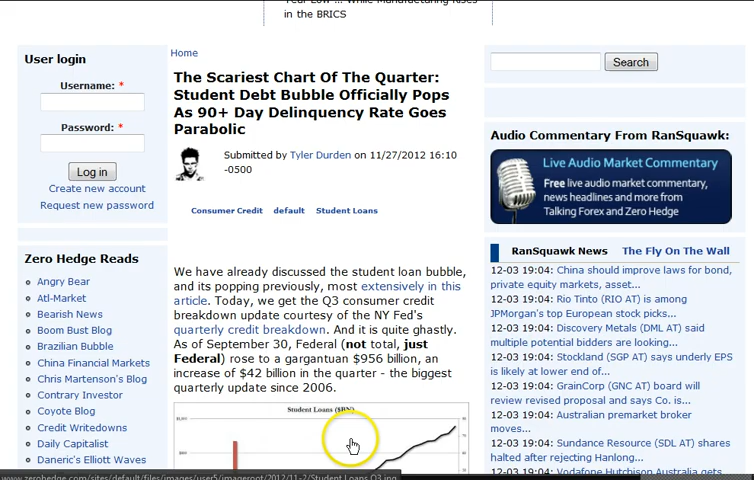 in the BRICS
User login
Username: *
Password: *
Log in
Create new account
Request new password
Zero Hedge Reads
Angry Bear
Atl-Market
Bearish News
Boom Bust Blog
Brazilian Bubble
China Financial Markets
Chris Martenson's Blog
Contrary Investor
Coyote Blog
Credit Writedowns
Daily Capitalist
Daneric's Elliott Waves
Home
The Scariest Chart Of The Quarter:
Student Debt Bubble Officially Pops
As 90+ Day Delinquency Rate Goes
Parabolic
Submitted by Tyler Durden on 11/27/2012 16:10
-0500
Consumer Credit default Student Loans
We have already discussed the student loan bubble,
and its popping previously, most extensively in this
article. Today, we get the Q3 consumer credit
breakdown update courtesy of the NY Fed's
quarterly credit breakdown. And it is quite ghastly.
As of September 30, Federal (not total, just
Federal) rose to a gargantuan $956 billion, an
increase of $42 billion in the quarter - the biggest
quarterly update since 2006.
Student Loans ($BN)
Search
Audio Commentary From RanSquawk:
Live Audio Market Commentary
Free live audio market commentary,
news headlines and more from
Talking Forex and Zero Hedge
RanSquawk News The Fly On The Wall
12-03 19:04: China should improve laws for bond,
private equity markets, asset...
12-03 19:04: Rio Tinto (RIO AT) is among
JPMorgan's top European stock picks...
12-03 19:04: Discovery Metals (DML AT) said
multiple potential bidders are looking...
12-03 19:04: Stockland (SGP AT) says underly EPS
is likely at lower end of...
12-03 19:04: GrainCorp (GNC AT) board will
review revised proposal and says Co. is...
12-03 19:04: Australian premarket broker
moves...
12-03 19:04: Sundance Resource (SDL AT) shares
halted after rejecting Hanlong...
12-03 19:04: Vodafone Hutchison Australia gets